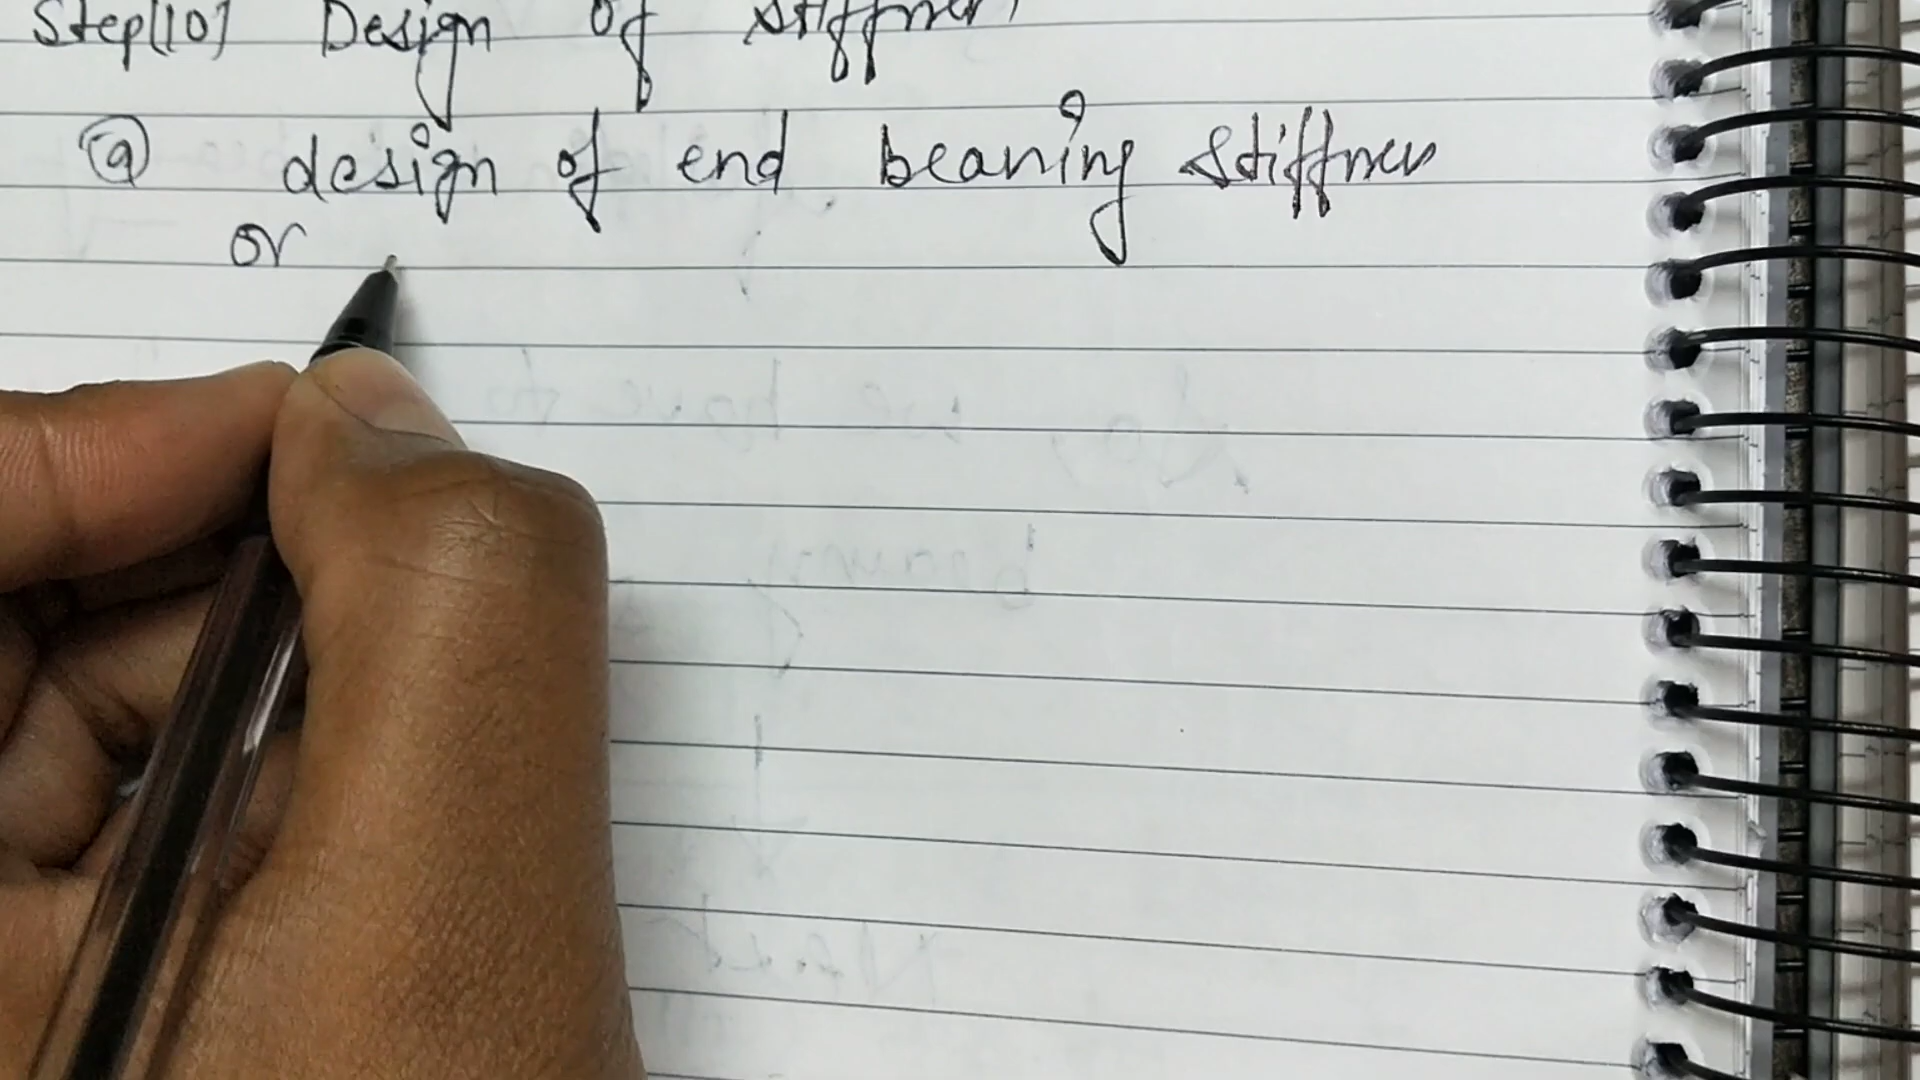 Step(10) Design of stiffner
(a) design of end bearing stiffner
or